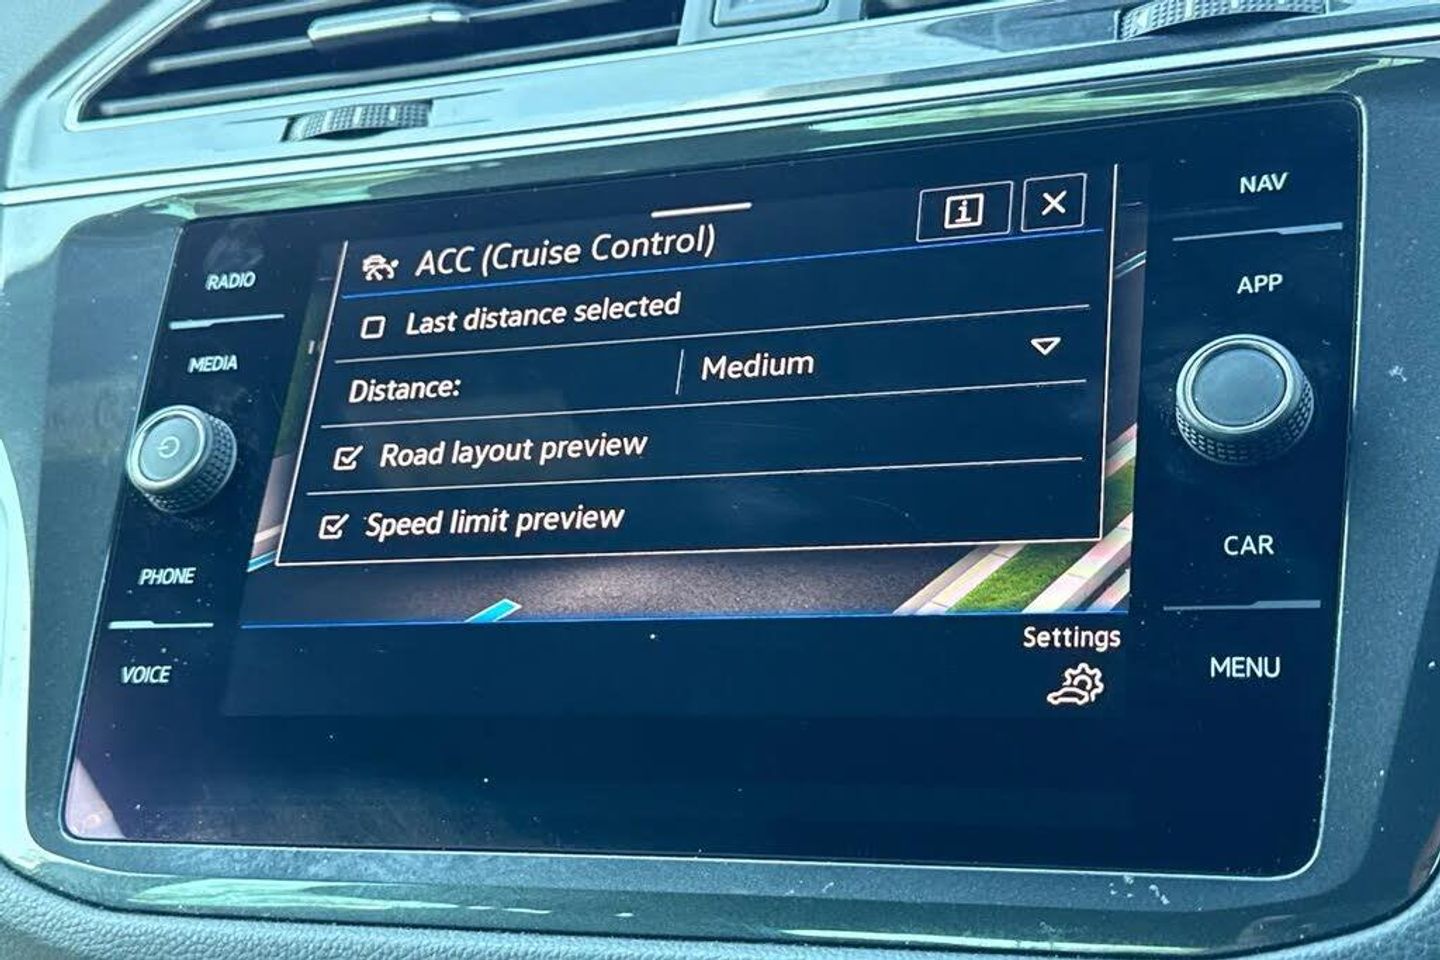 RADIO
MEDIA
PHONE
VOICE
ACC (Cruise Control)
Last distance selected
Distance: Medium
Road layout preview
Speed limit preview
Settings
NAV
APP
CAR
MENU